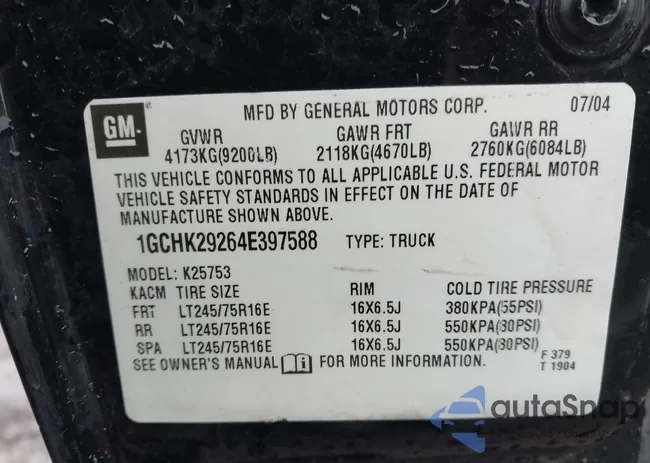 GM
MFD BY GENERAL MOTORS CORP. 07/04
GVWR GAWR FRT GAWR RR
4173KG(9200LB) 2118KG(4670LB) 2760KG(6084LB)
THIS VEHICLE CONFORMS TO ALL APPLICABLE U.S. FEDERAL MOTOR
VEHICLE SAFETY STANDARDS IN EFFECT ON THE DATE OF
MANUFACTURE SHOWN ABOVE.
1GCHK29264E397588 TYPE: TRUCK
MODEL: K25753
KACM TIRE SIZE RIM COLD TIRE PRESSURE
FRT LT245/75R16E 16X6.5J 380KPA(55PSI)
RR LT245/75R16E 16X6.5J 550KPA(30PSI)
SPA LT245/75R16E 16X6.5J 550KPA(30PSI)
SEE OWNER'S MANUAL FOR MORE INFORMATION.
F 379
T 1904
autoSnap